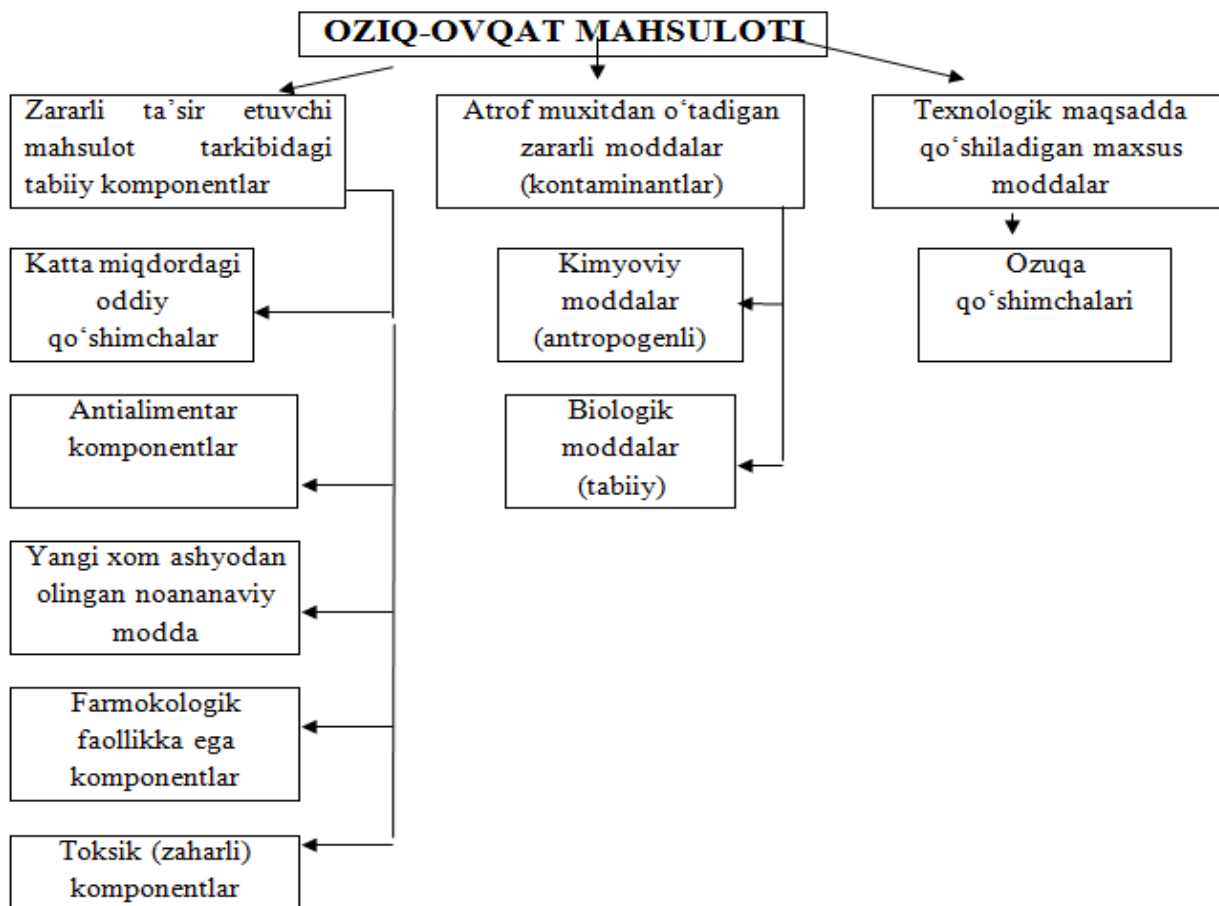 OZIQ-OVQAT MAHSULOTI
Zararli ta’sir etuvchi
mahsulot tarkibidagi
tabiiy komponentlar
Atrof muxitdan o‘tadigan
zararli moddalar
(kontaminantlar)
Texnologik maqsadda
qo‘shiladigan maxsus
moddalar
Katta miqdordagi
oddiy
qo‘shimchalar
Kimyoviy
moddalar
(antropogenli)
Ozuqa
qo‘shimchalari
Antialimentar
komponentlar
Biologik
moddalar
(tabiiy)
Yangi xom ashyodan
olingan noananaviy
modda
Farmokologik
faollikka ega
komponentlar
Toksik (zaharli)
komponentlar